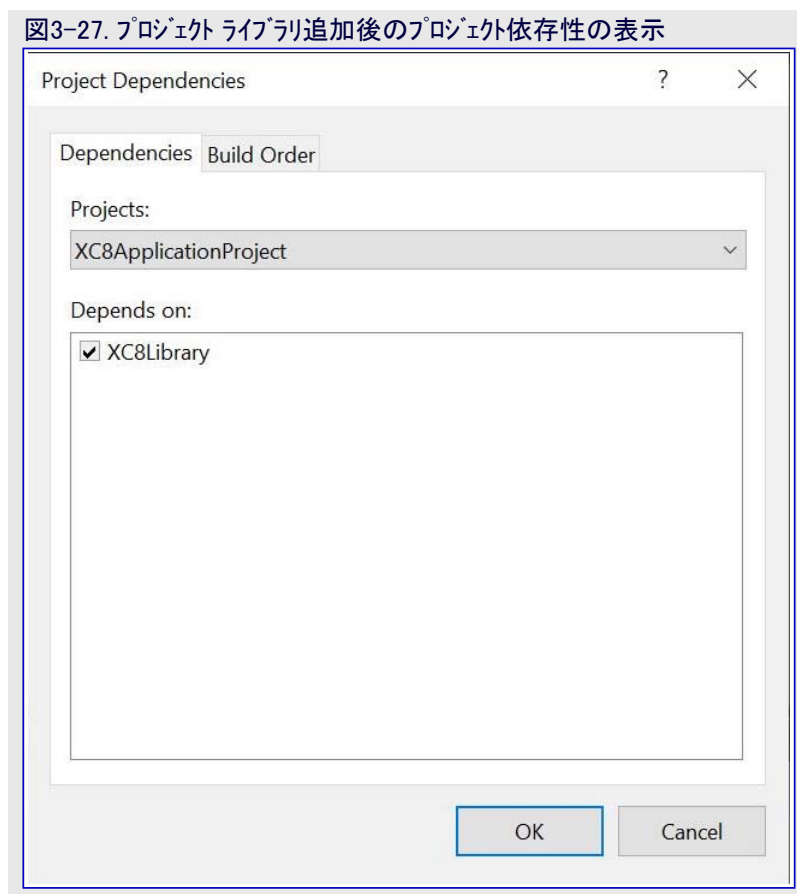 図3-27. プロジェクト ライブラリ追加後のプロジェクト依存性の表示
Project Dependencies
?
Dependencies
Build Order
Projects:
XC8ApplicationProject
Depends on:
XC8Library
OK
Cancel